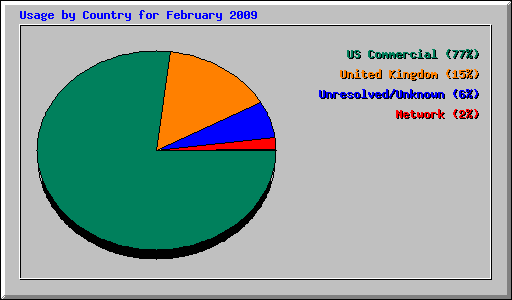 Usage by Country for February 2009
US Commercial (77%)
United Kingdom (15%)
Unresolved/Unknown (6%)
Network (2%)